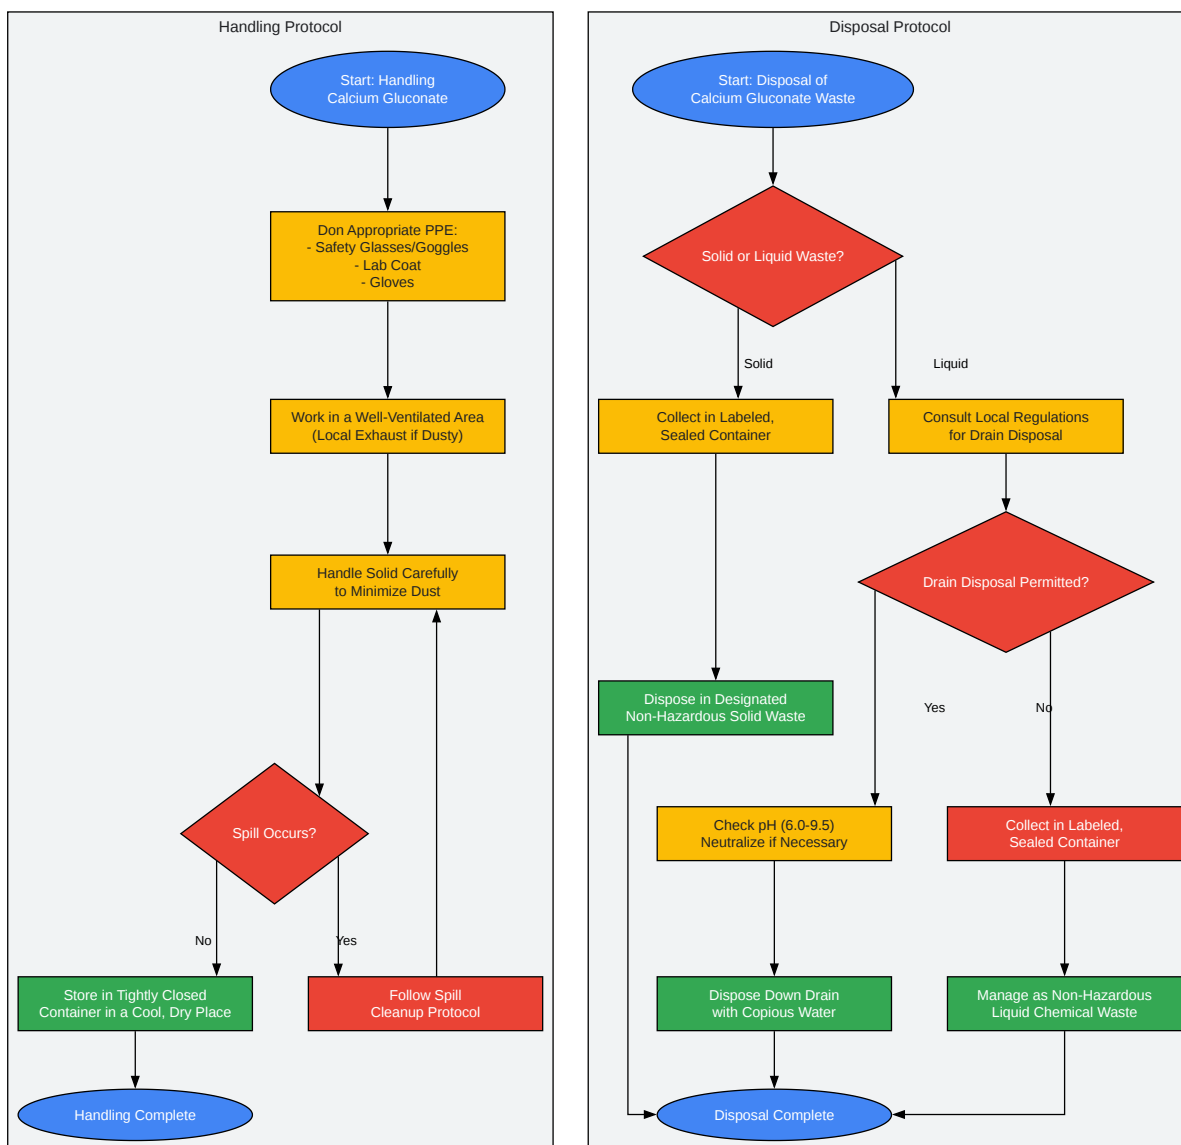 Handling Protocol
Start: Handling
Calcium Gluconate
Don Appropriate PPE:
- Safety Glasses/Goggles
- Lab Coat
- Gloves
Work in a Well-Ventilated Area
(Local Exhaust if Dusty)
Handle Solid Carefully
to Minimize Dust
Spill Occurs?
No
Yes
Store in Tightly Closed
Container in a Cool, Dry Place
Follow Spill
Cleanup Protocol
Handling Complete
Disposal Protocol
Start: Disposal of
Calcium Gluconate Waste
Solid or Liquid Waste?
Solid
Liquid
Collect in Labeled,
Sealed Container
Consult Local Regulations
for Drain Disposal
Drain Disposal Permitted?
Dispose in Designated
Non-Hazardous Solid Waste
Yes
No
Check pH (6.0-9.5)
Neutralize if Necessary
Collect in Labeled,
Sealed Container
Dispose Down Drain
with Copious Water
Manage as Non-Hazardous
Liquid Chemical Waste
Disposal Complete